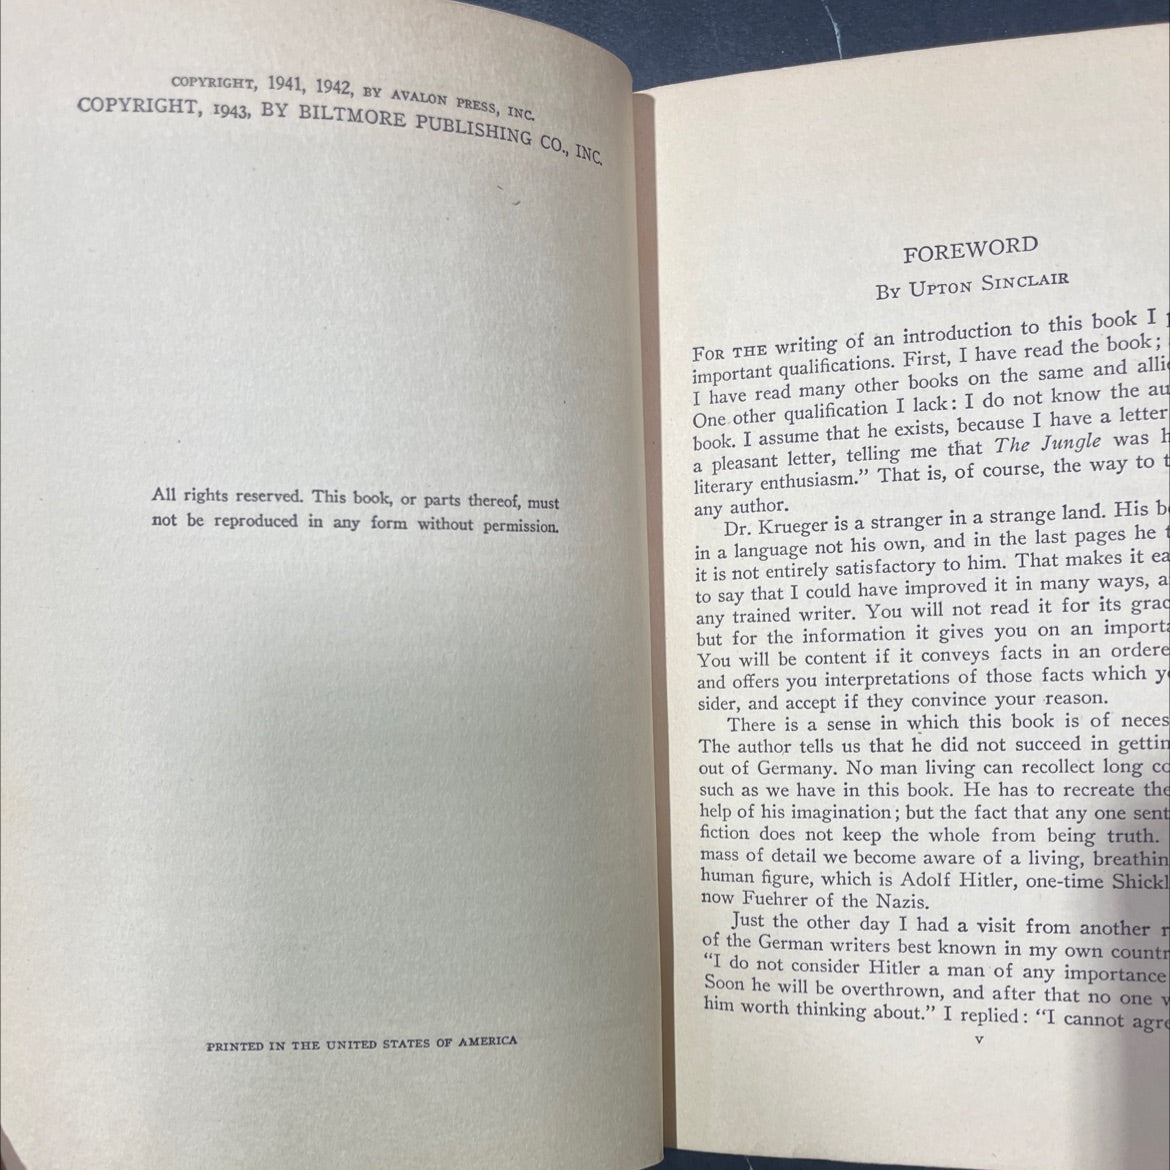 COPYRIGHT, 1941, 1942, BY AVALON PRESS, INC.
COPYRIGHT, 1943, BY BILTMORE PUBLISHING CO., INC.
All rights reserved. This book, or parts thereof, must
not be reproduced in any form without permission.
PRINTED IN THE UNITED STATES OF AMERICA
FOREWORD
By UPTON SINCLAIR
FOR THE writing of an introduction to this book I
important qualifications. First, I have read the book;
I have read many other books on the same and
One other qualification I lack: I do not know the
book. I assume that he exists, because I have a letter
a pleasant letter, telling me that The Jungle was
literary enthusiasm.” That is, of course, the way to
any author.
Dr. Krueger is a stranger in a strange land. His
in a language not his own, and in the last pages he
it is not entirely satisfactory to him. That makes it
to say that I could have improved it in many ways,
any trained writer. You will not read it for its
but for the information it gives you on an
You will be content if it conveys facts in an
and offers you interpretations of those facts which
sider, and accept if they convince your reason.
There is a sense in which this book is of
The author tells us that he did not succeed in
out of Germany. No man living can recollect long
such as we have in this book. He has to recreate
help of his imagination; but the fact that any one
fiction does not keep the whole from being truth.
mass of detail we become aware of a living,
human figure, which is Adolf Hitler, one-time
now Fuehrer of the Nazis.
Just the other day I had a visit from another
of the German writers best known in my own
“I do not consider Hitler a man of any importance
Soon he will be overthrown, and after that no one
him worth thinking about.” I replied: “I cannot
v